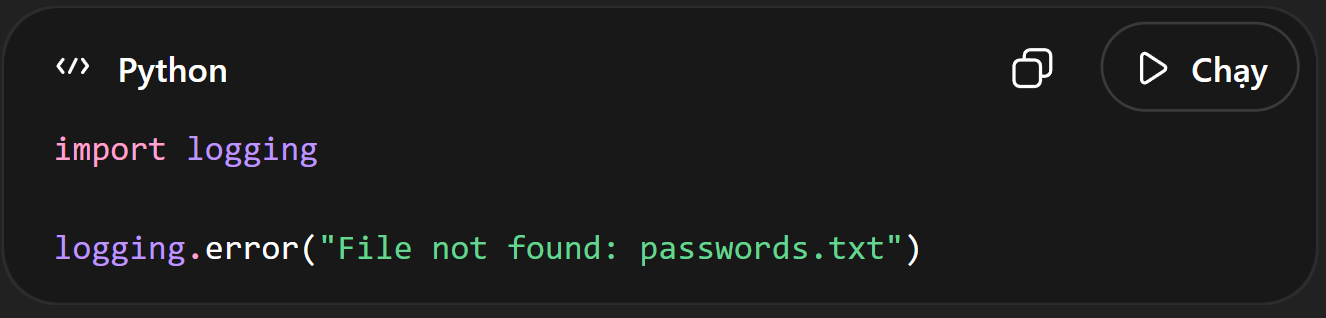 Python
Chạy
import logging
logging.error("File not found: passwords.txt")